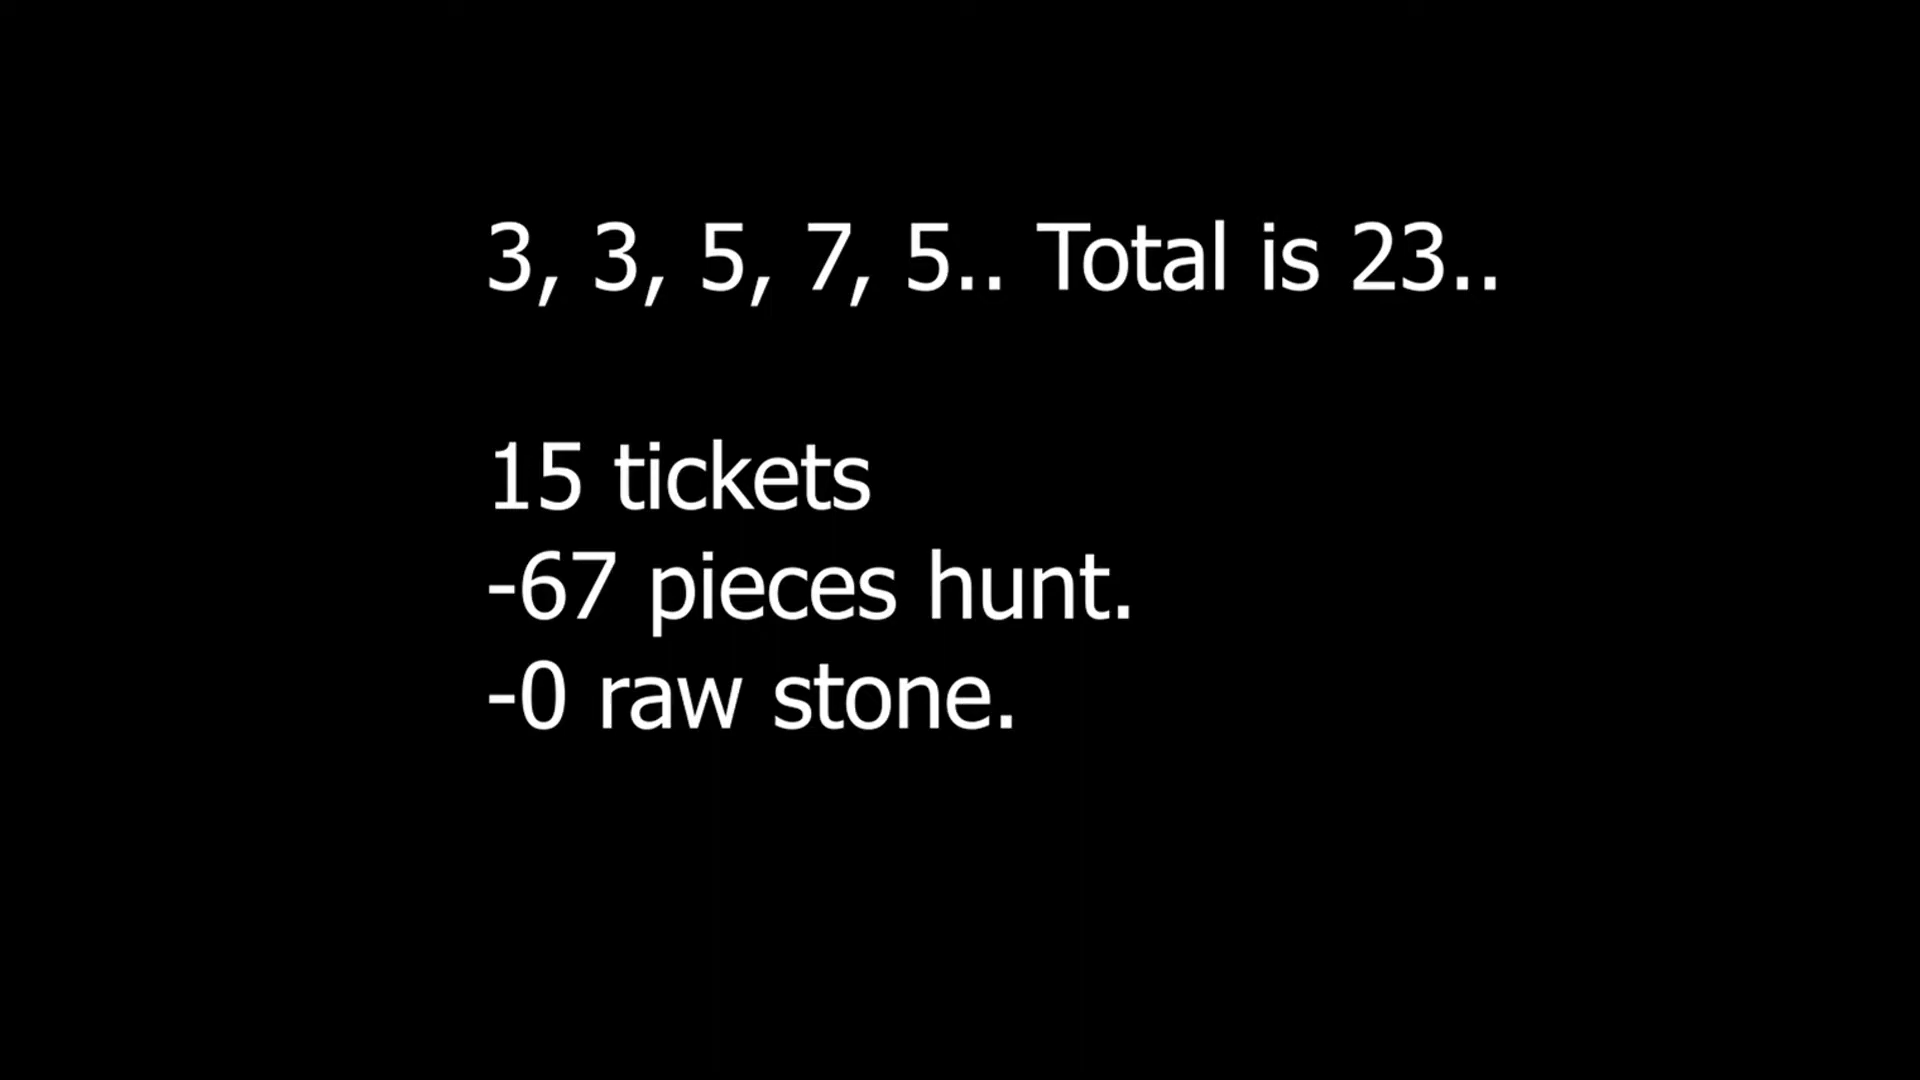 3, 3, 5, 7, 5.. Total is 23..
15 tickets
-67 pieces hunt.
-0 raw stone.